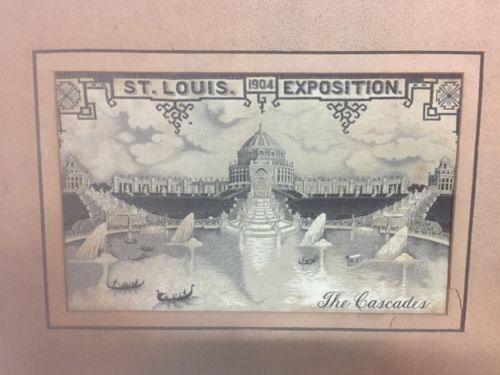 ST. LOUIS. 1904 EXPOSITION.
The Cascades